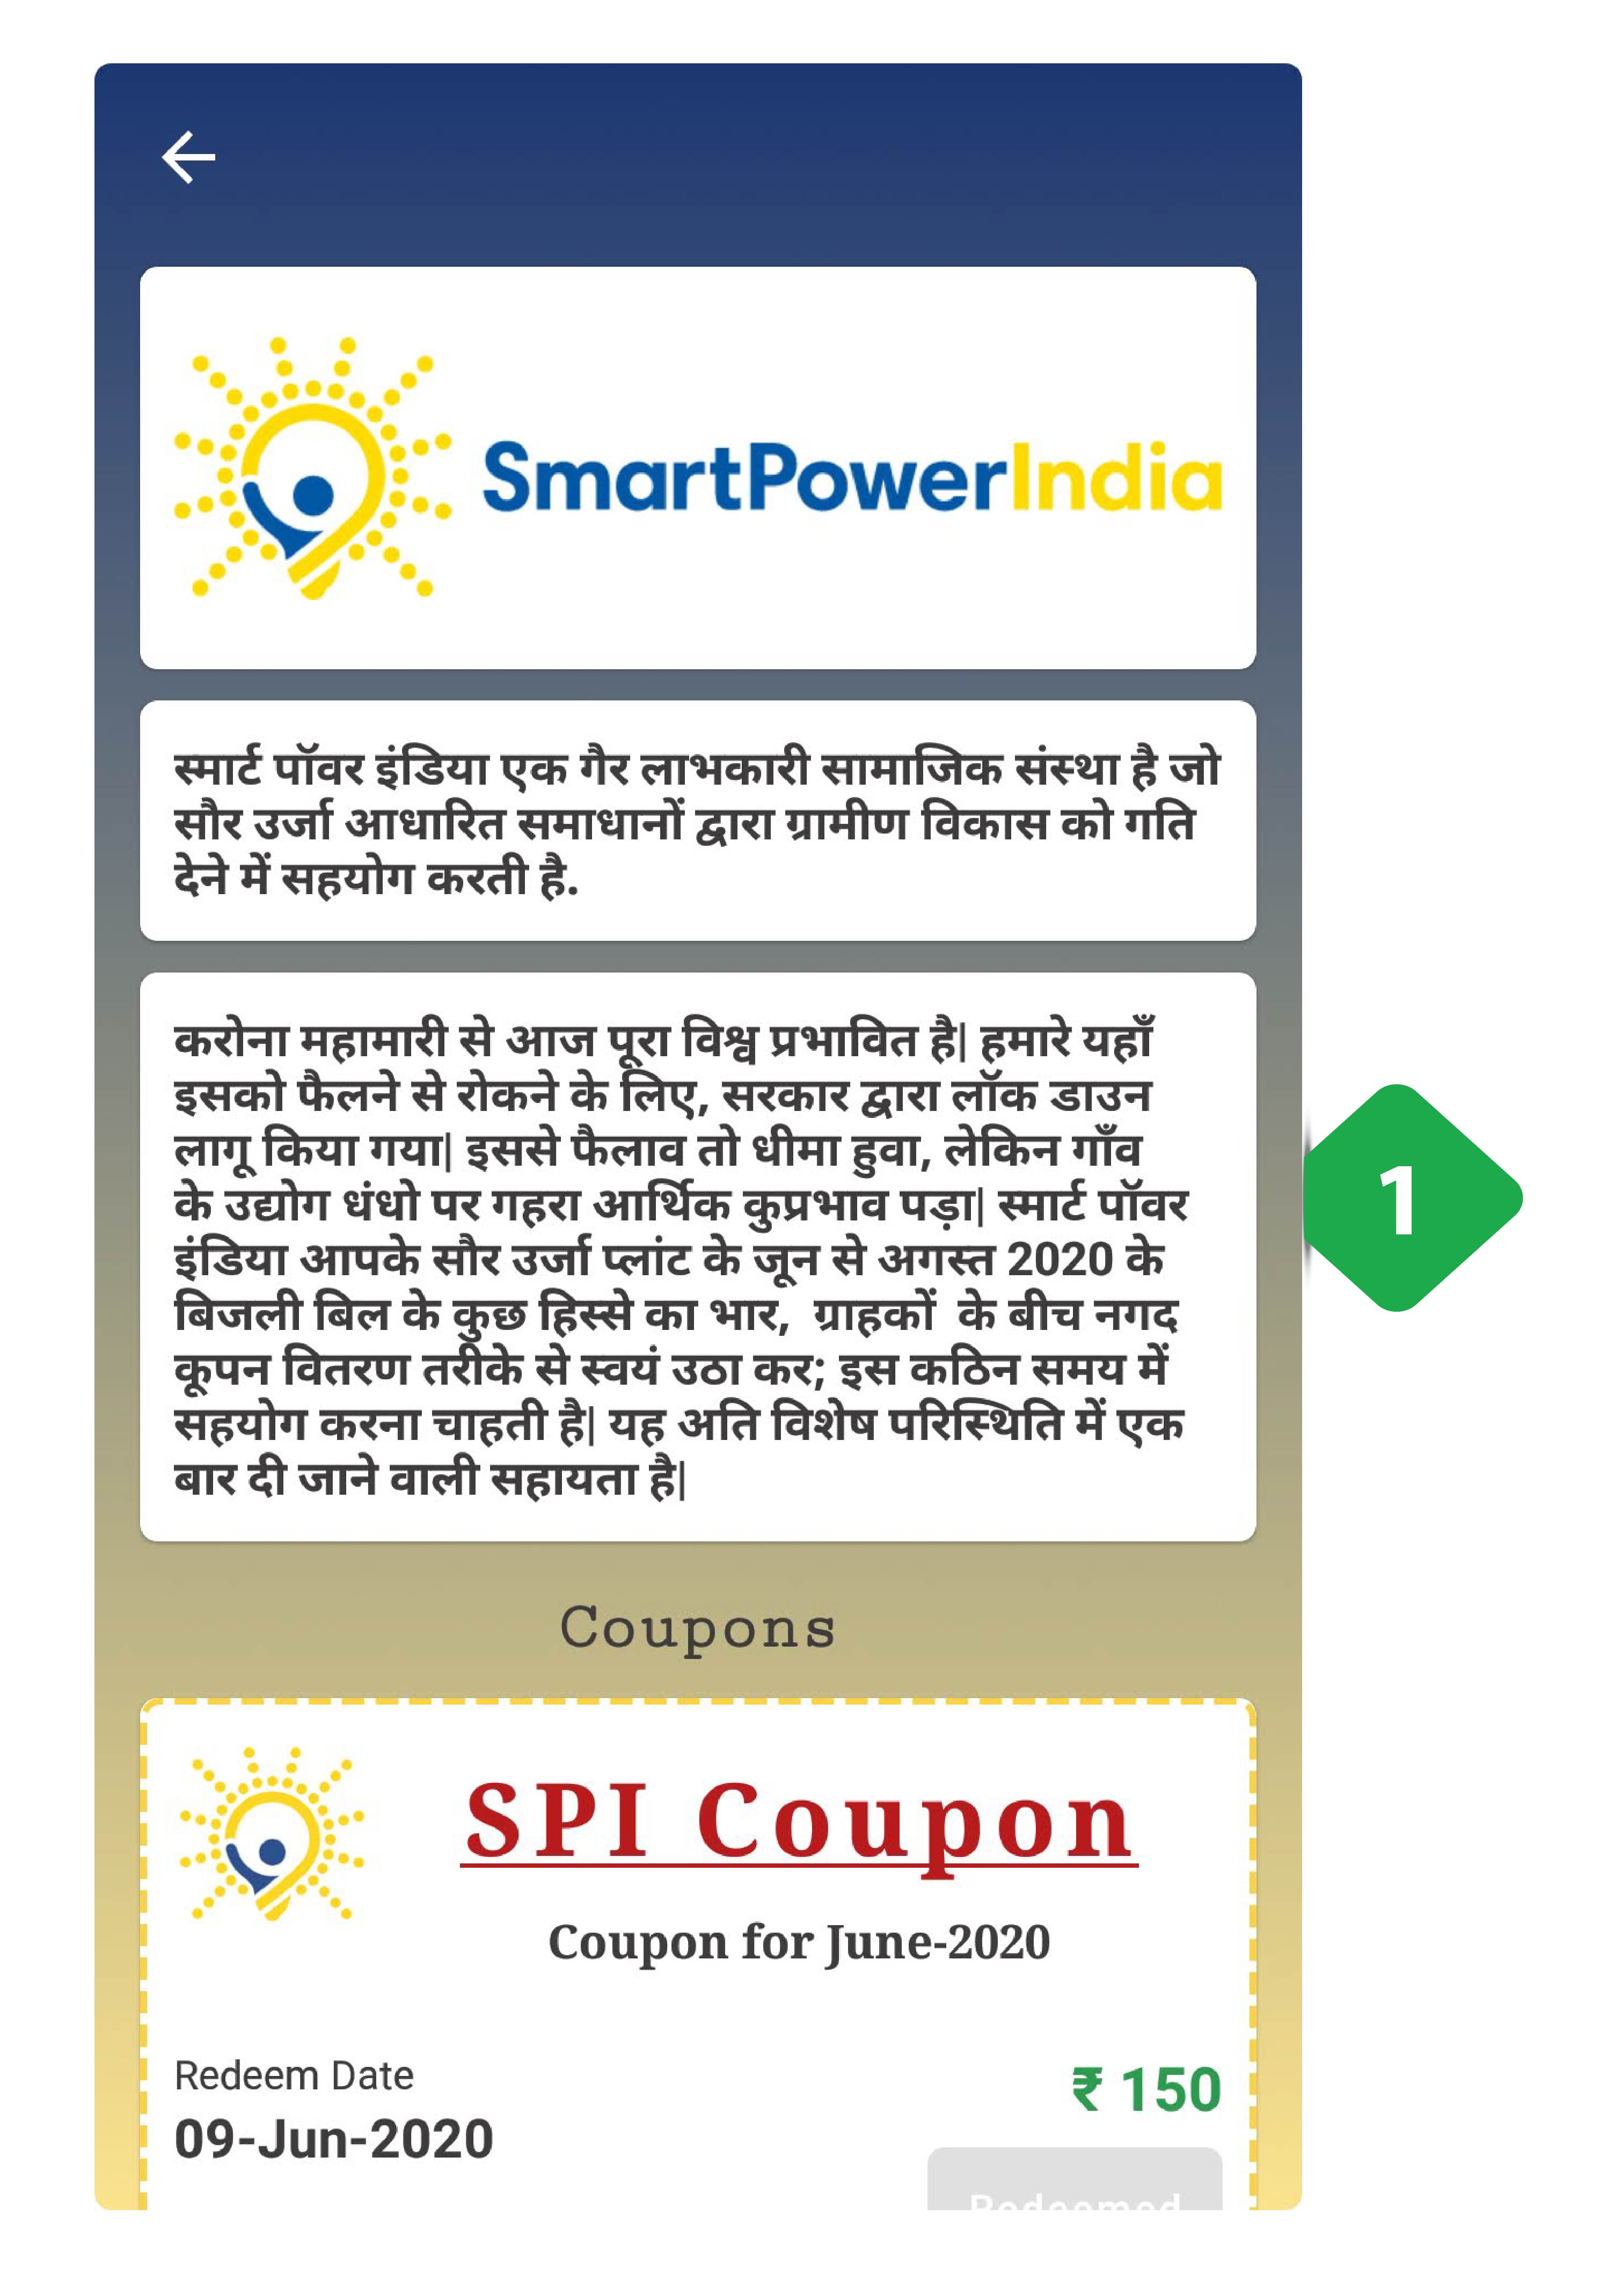 SmartPowerIndia
स्मार्ट पॉवर इंडिया एक गैर लाभकारी सामाजिक संस्था है जो
सौर उर्जा आधारित समाधानों द्वारा ग्रामीण विकास को गति
देने में सहयोग करती है.
करोना महामारी से आज पूरा विश्व प्रभावित है| हमारे यहाँ
इसको फैलने से रोकने के लिए, सरकार द्वारा लॉक डाउन
लागू किया गया| इससे फैलाव तो धीमा हुवा, लेकिन गाँव
के उद्योग धंधो पर गहरा आर्थिक कुप्रभाव पड़ा| स्मार्ट पॉवर
इंडिया आपके सौर उर्जा प्लांट के जून से अगस्त 2020 के
बिजली बिल के कुछ हिस्से का भार,  ग्राहकों  के बीच नगद
कूपन वितरण तरीके से स्वयं उठा कर; इस कठिन समय में
सहयोग करना चाहती है| यह अति विशेष परिस्थिति में एक
बार दी जाने वाली सहायता है|
1
Coupons
SPI Coupon
Coupon for June-2020
Redeem Date
₹ 150
09-Jun-2020
Redeemed